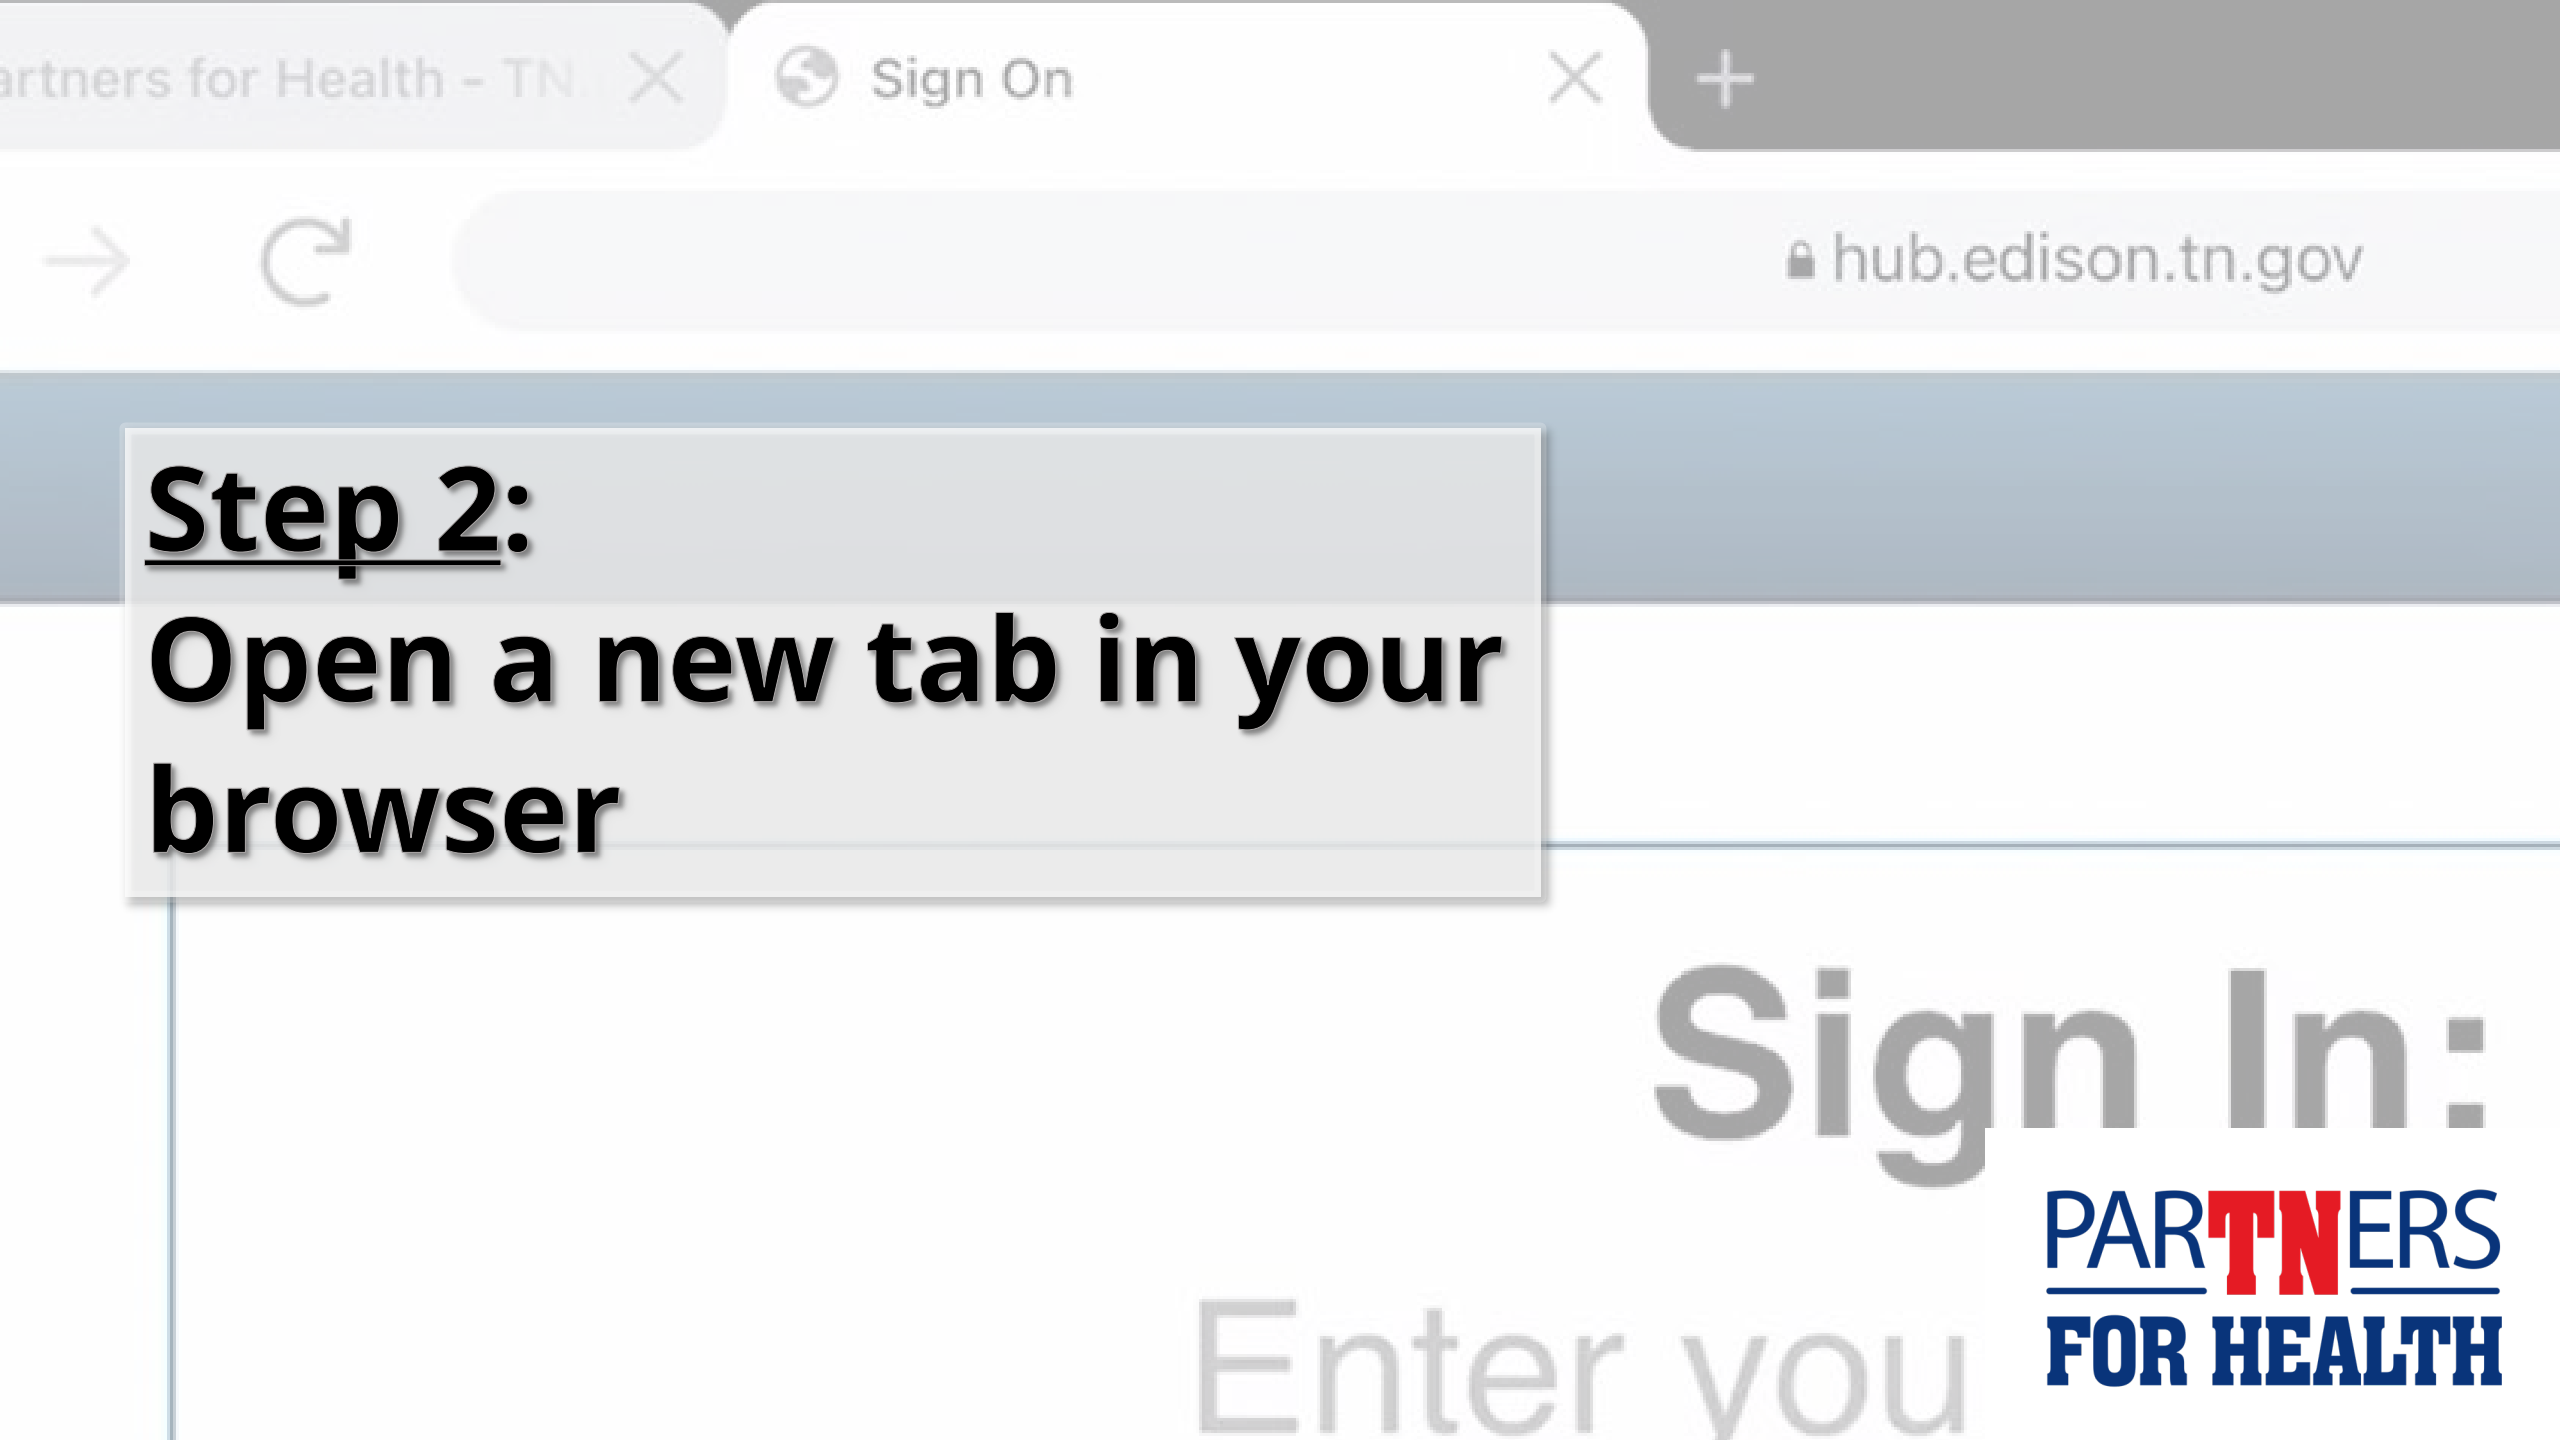 artners for Health - TN.
Sign On
hub.edison.tn.gov
Step 2:
Open a new tab in your
browser
Sign In:
Enter you
PARTNERS
FOR HEALTH